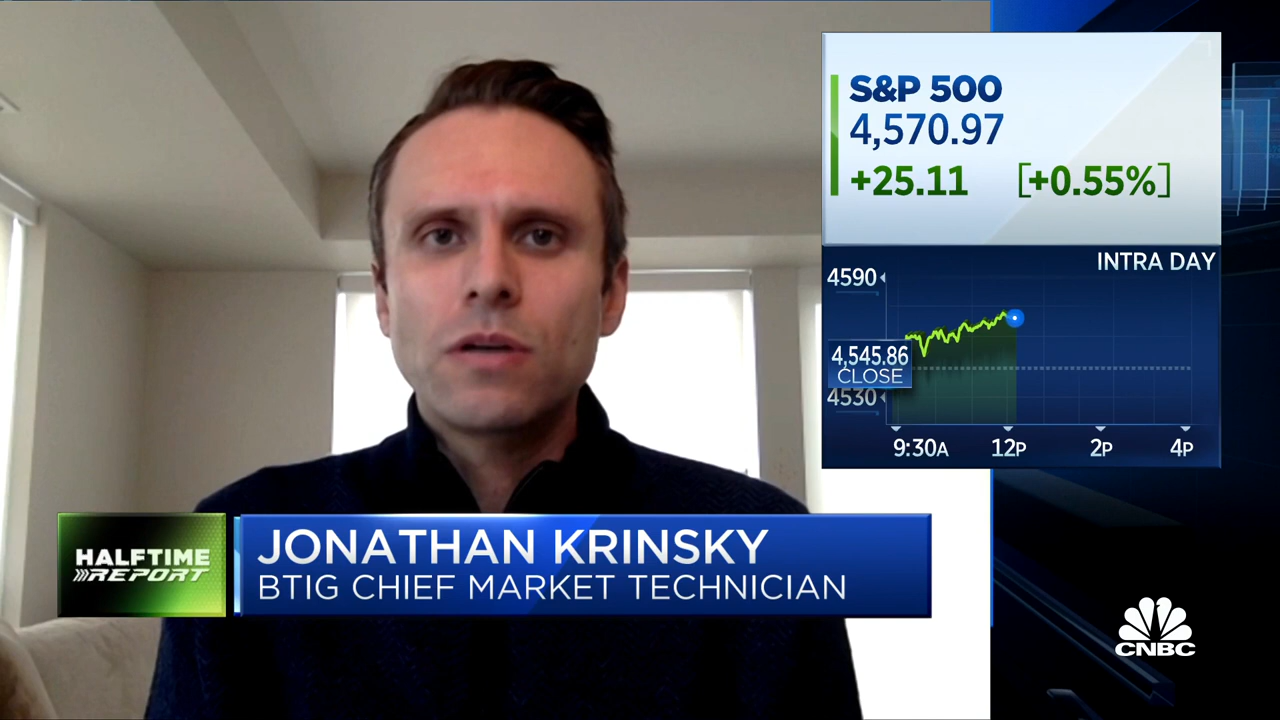 S&P 500
4,570.97
+25.11 [+0.55%]
INTRA DAY
4590
4,545.86
CLOSE
4530
9:30A 12P 2P 4P
HALFTIME
REPORT
JONATHAN KRINSKY
BTIG CHIEF MARKET TECHNICIAN
CNBC